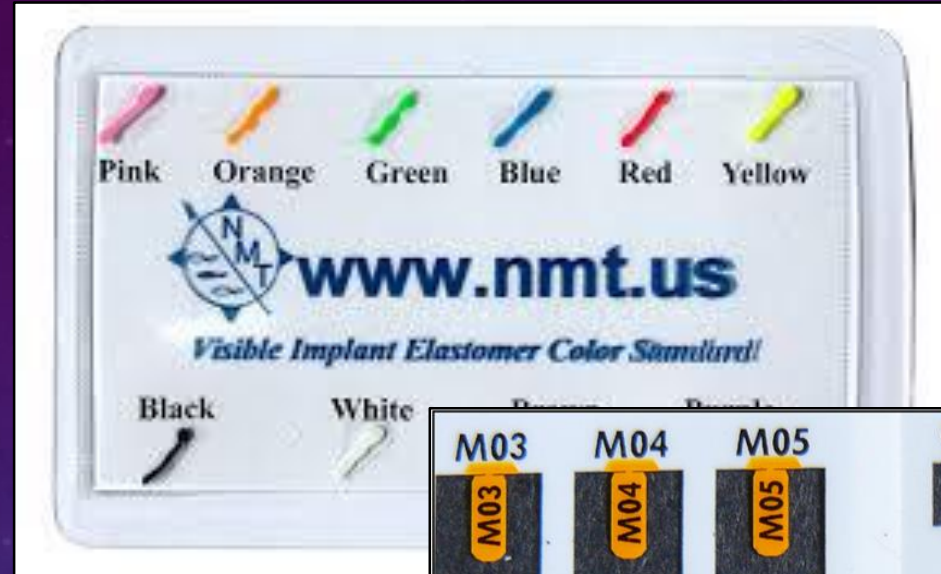 Pink Orange Green Blue Red Yellow
NMT
www.nmt.us
Visible Implant Elastomer Color Standard!
Black White
M03 M04 M05
M03 M04 M05